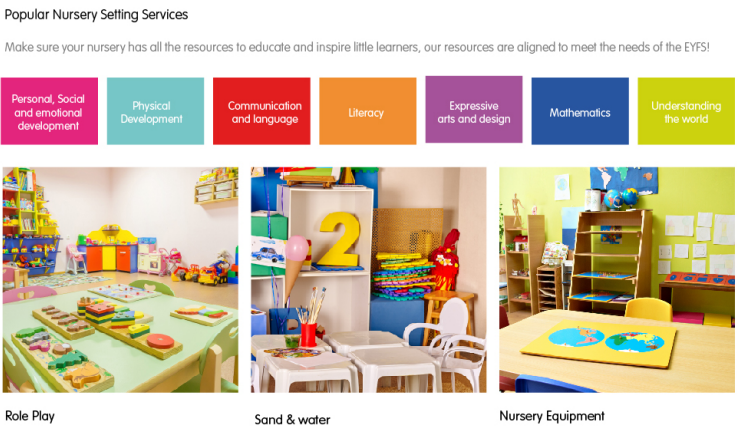 Popular Nursery Setting Services
Make sure your nursery has all the resources to educate and inspire little learners, our resources are aligned to meet the needs of the EYFS!
Personal, Social
and emotional
development
Physical
Development
Communication
and language
Literacy
Expressive
arts and design
Mathematics
Understanding
the world
2
Role Play
Sand & water
Nursery Equipment